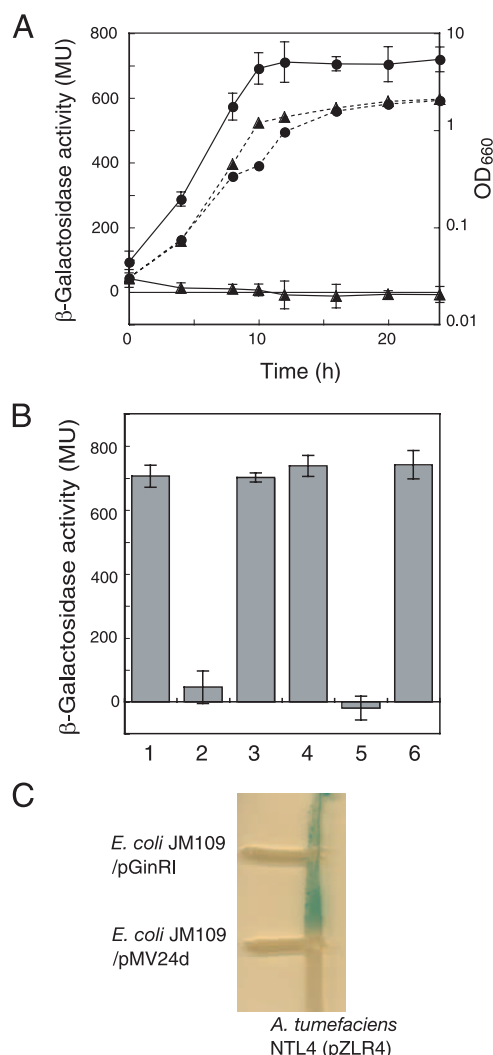 A
β-Galactosidase activity (MU)
800
600
400
200
0
10
1
0.1
0.01
OD660
0
10
20
Time (h)
B
β-Galactosidase activity (MU)
800
600
400
200
0
1 2 3 4 5 6
C
E. coli JM109
/pGinRI
E. coli JM109
/pMV24d
A. tumefaciens
NTL4 (pZLR4)